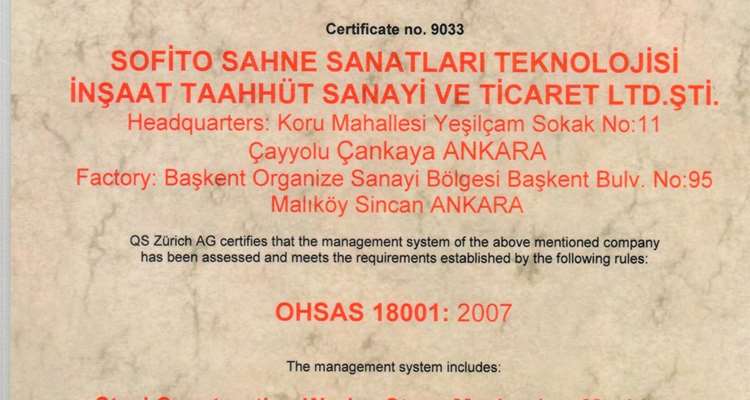 Certificate no. 9033
SOFİTO SAHNE SANATLARI TEKNOLOJİSİ
İNŞAAT TAAHHÜT SANAYİ VE TİCARET LTD.ŞTİ.
Headquarters: Koru Mahallesi Yeşilçam Sokak No:11
Çayyolu Çankaya ANKARA
Factory: Başkent Organize Sanayi Bölgesi Başkent Bulv. No:95
Malıköy Sincan ANKARA
QS Zürich AG certifies that the management system of the above mentioned company
has been assessed and meets the requirements established by the following rules:
OHSAS 18001: 2007
The management system includes: